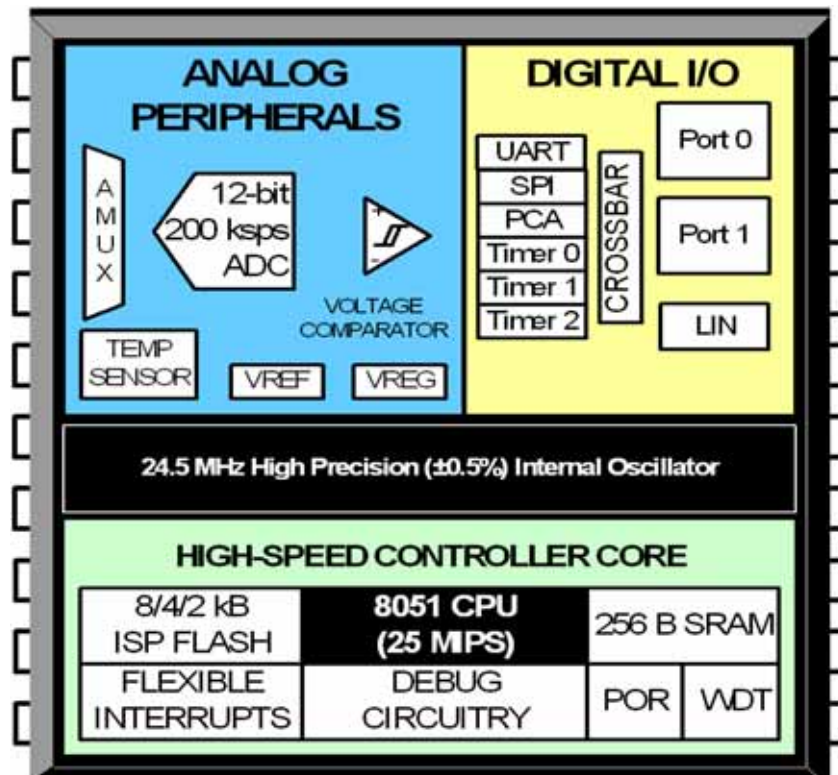 ANALOG
PERIPHERALS
AMUX
12-bit
200 ksps
ADC
+
-
VOLTAGE
COMPARATOR
TEMP
SENSOR
VREF
VREG
DIGITAL I/O
UART
SPI
PCA
Timer 0
Timer 1
Timer 2
CROSSBAR
Port 0
Port 1
LIN
24.5 MHz High Precision (±0.5%) Internal Oscillator
HIGH-SPEED CONTROLLER CORE
8/4/2 kB
ISP FLASH
8051 CPU
(25 MIPS)
256 B SRAM
FLEXIBLE
INTERRUPTS
DEBUG
CIRCUITRY
POR
WDT